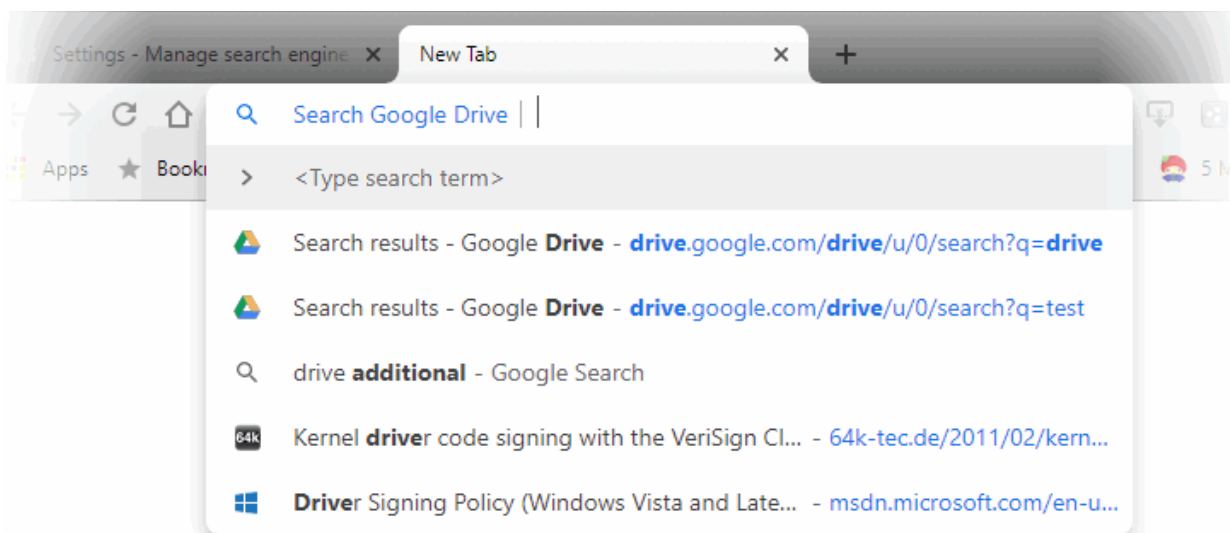 Settings - Manage search engine
New Tab
Search Google Drive
Apps
Bookr
5 M
<Type search term>
Search results - Google Drive - drive.google.com/drive/u/0/search?q=drive
Search results - Google Drive - drive.google.com/drive/u/0/search?q=test
drive additional - Google Search
64k Kernel driver code signing with the VeriSign Cl... - 64k-tec.de/2011/02/kern...
Driver Signing Policy (Windows Vista and Late... - msdn.microsoft.com/en-u...